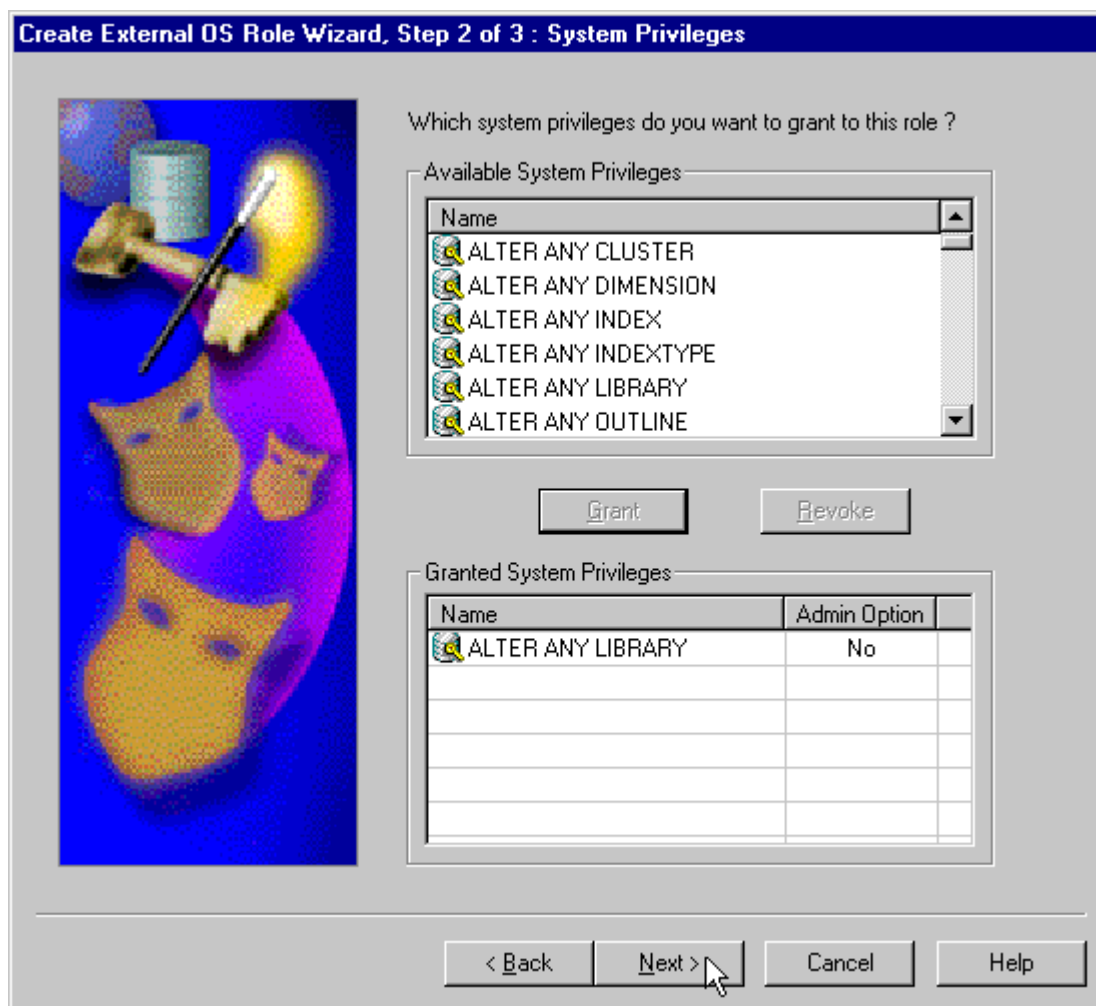 Create External OS Role Wizard, Step 2 of 3 : System Privileges
Which system privileges do you want to grant to this role ?
Available System Privileges
Name
ALTER ANY CLUSTER
ALTER ANY DIMENSION
ALTER ANY INDEX
ALTER ANY INDEXTYPE
ALTER ANY LIBRARY
ALTER ANY OUTLINE
Grant Revoke
Granted System Privileges
Name Admin Option
ALTER ANY LIBRARY No
< Back Next > Cancel Help